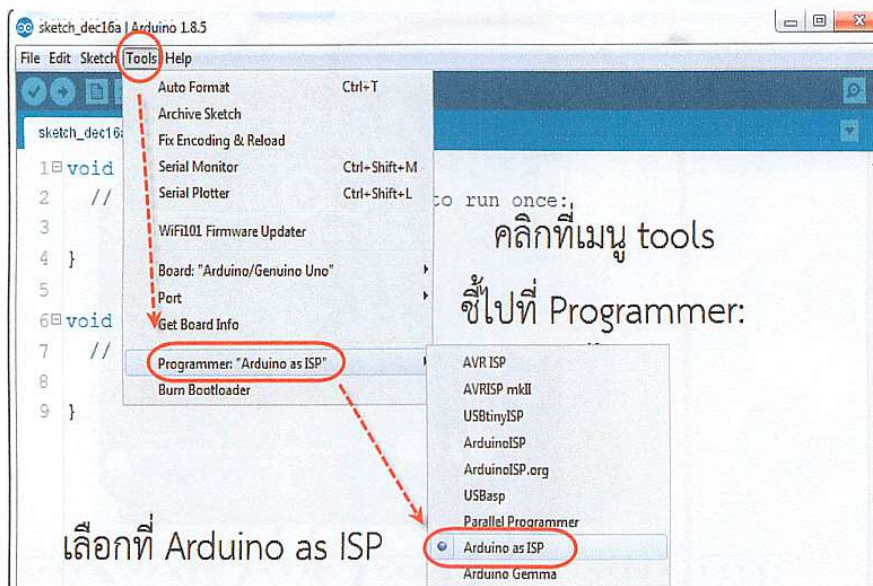 sketch_dec16a | Arduino 1.8.5
File Edit Sketch Tools Help
sketch_dec16a
Auto Format Ctrl+T
Archive Sketch
Fix Encoding & Reload
Serial Monitor Ctrl+Shift+M
Serial Plotter Ctrl+Shift+L
WiFi101 Firmware Updater
Board: "Arduino/Genuino Uno"
Port
Get Board Info
Programmer: "Arduino as ISP"
Burn Bootloader
1 void
2 // to run once:
3
4 }
5
6 void
7 //
8
9 }
คลิกที่เมนู tools
ชี้ไปที่ Programmer:
AVR ISP
AVRISP mkII
USBtinyISP
ArduinoISP
ArduinoISP.org
USBasp
Parallel Programmer
Arduino as ISP
Arduino Gemma
เลือกที่ Arduino as ISP